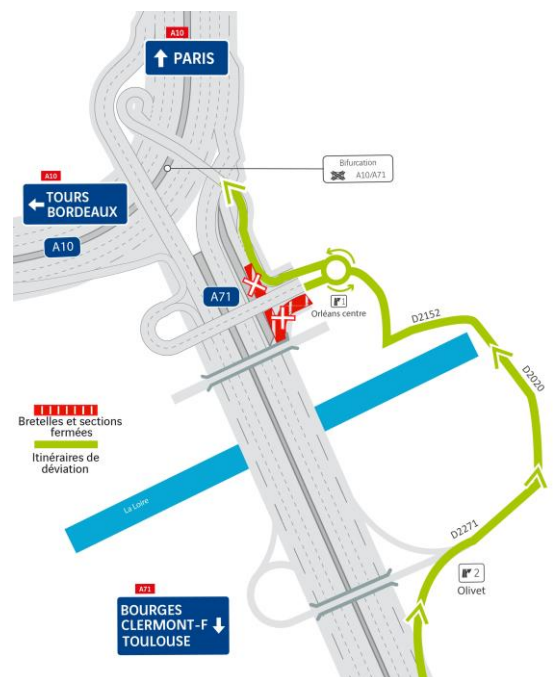 A10
PARIS
Bifurcation
A10/A71
A10
TOURS
BORDEAUX
A10
A71
1
Orléans centre
D2152
D2020
Bretelles et sections
fermées
Itinéraires de
déviation
La Loire
D2271
2
Olivet
A71
BOURGES
CLERMONT-F
TOULOUSE